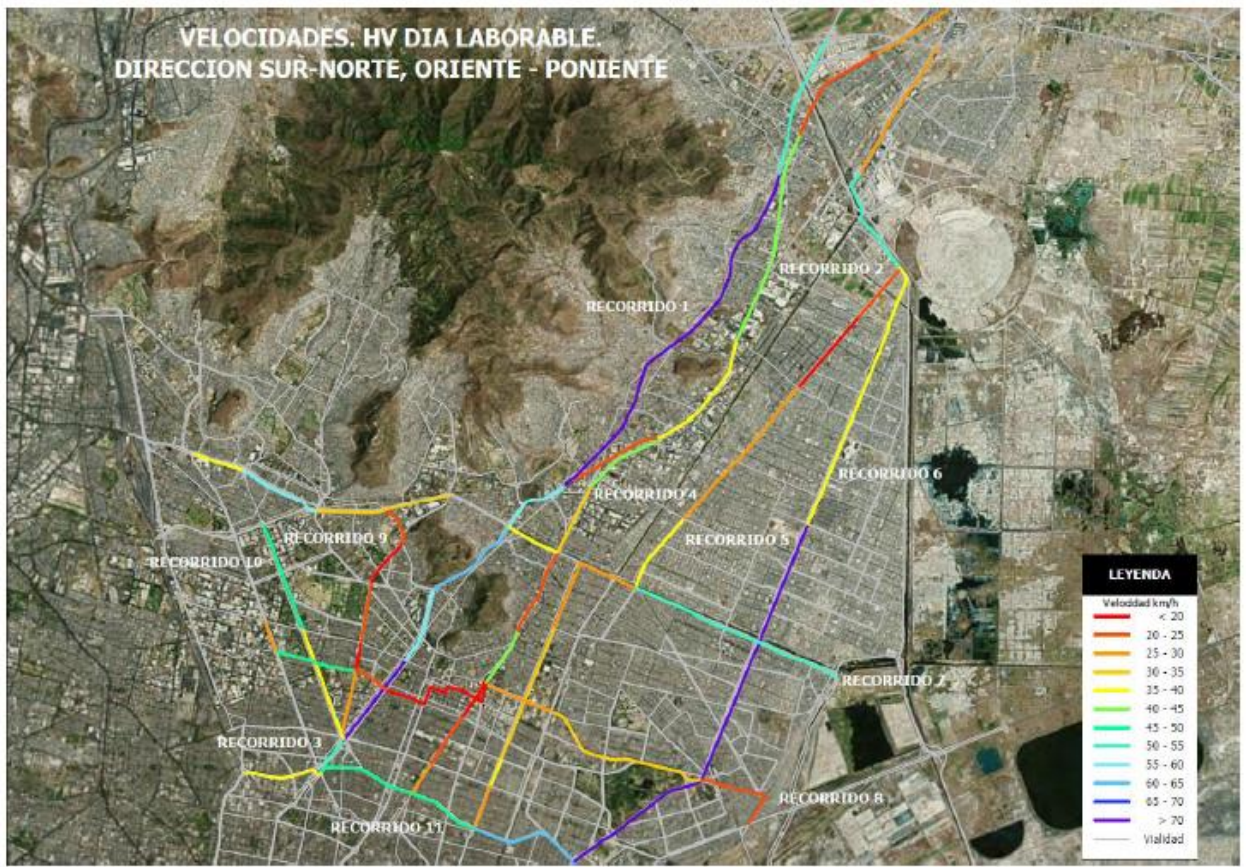 VELOCIDADES. HV DIA LABORABLE.
DIRECCION SUR-NORTE, ORIENTE - PONIENTE
RECORRIDO 2
RECORRIDO 1
RECORRIDO 6
RECORRIDO 4
RECORRIDO 5
RECORRIDO 9
RECORRIDO 10
RECORRIDO 7
RECORRIDO 3
RECORRIDO 8
RECORRIDO 11
LEYENDA
Velocidad km/h
< 20
20 - 25
25 - 30
30 - 35
35 - 40
40 - 45
45 - 50
50 - 55
55 - 60
60 - 65
65 - 70
> 70
Vialidad